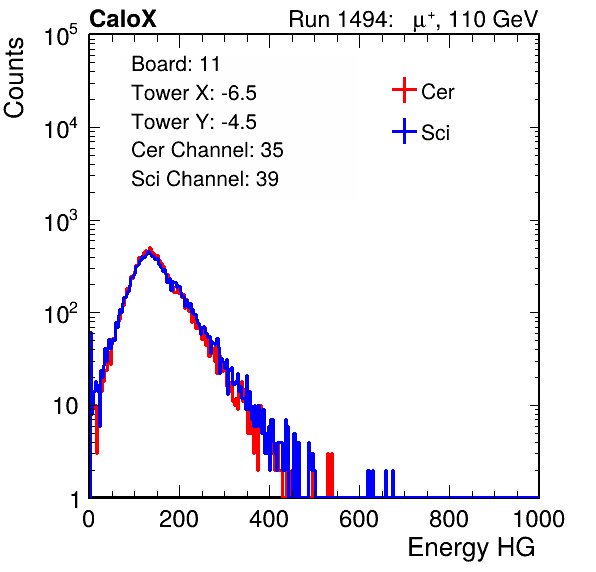 CaloX Run 1494: μ⁺, 110 GeV
Counts
10⁵
10⁴
10³
10²
10
1
Board: 11
Tower X: -6.5
Tower Y: -4.5
Cer Channel: 35
Sci Channel: 39
Cer
Sci
0 200 400 600 800 1000
Energy HG